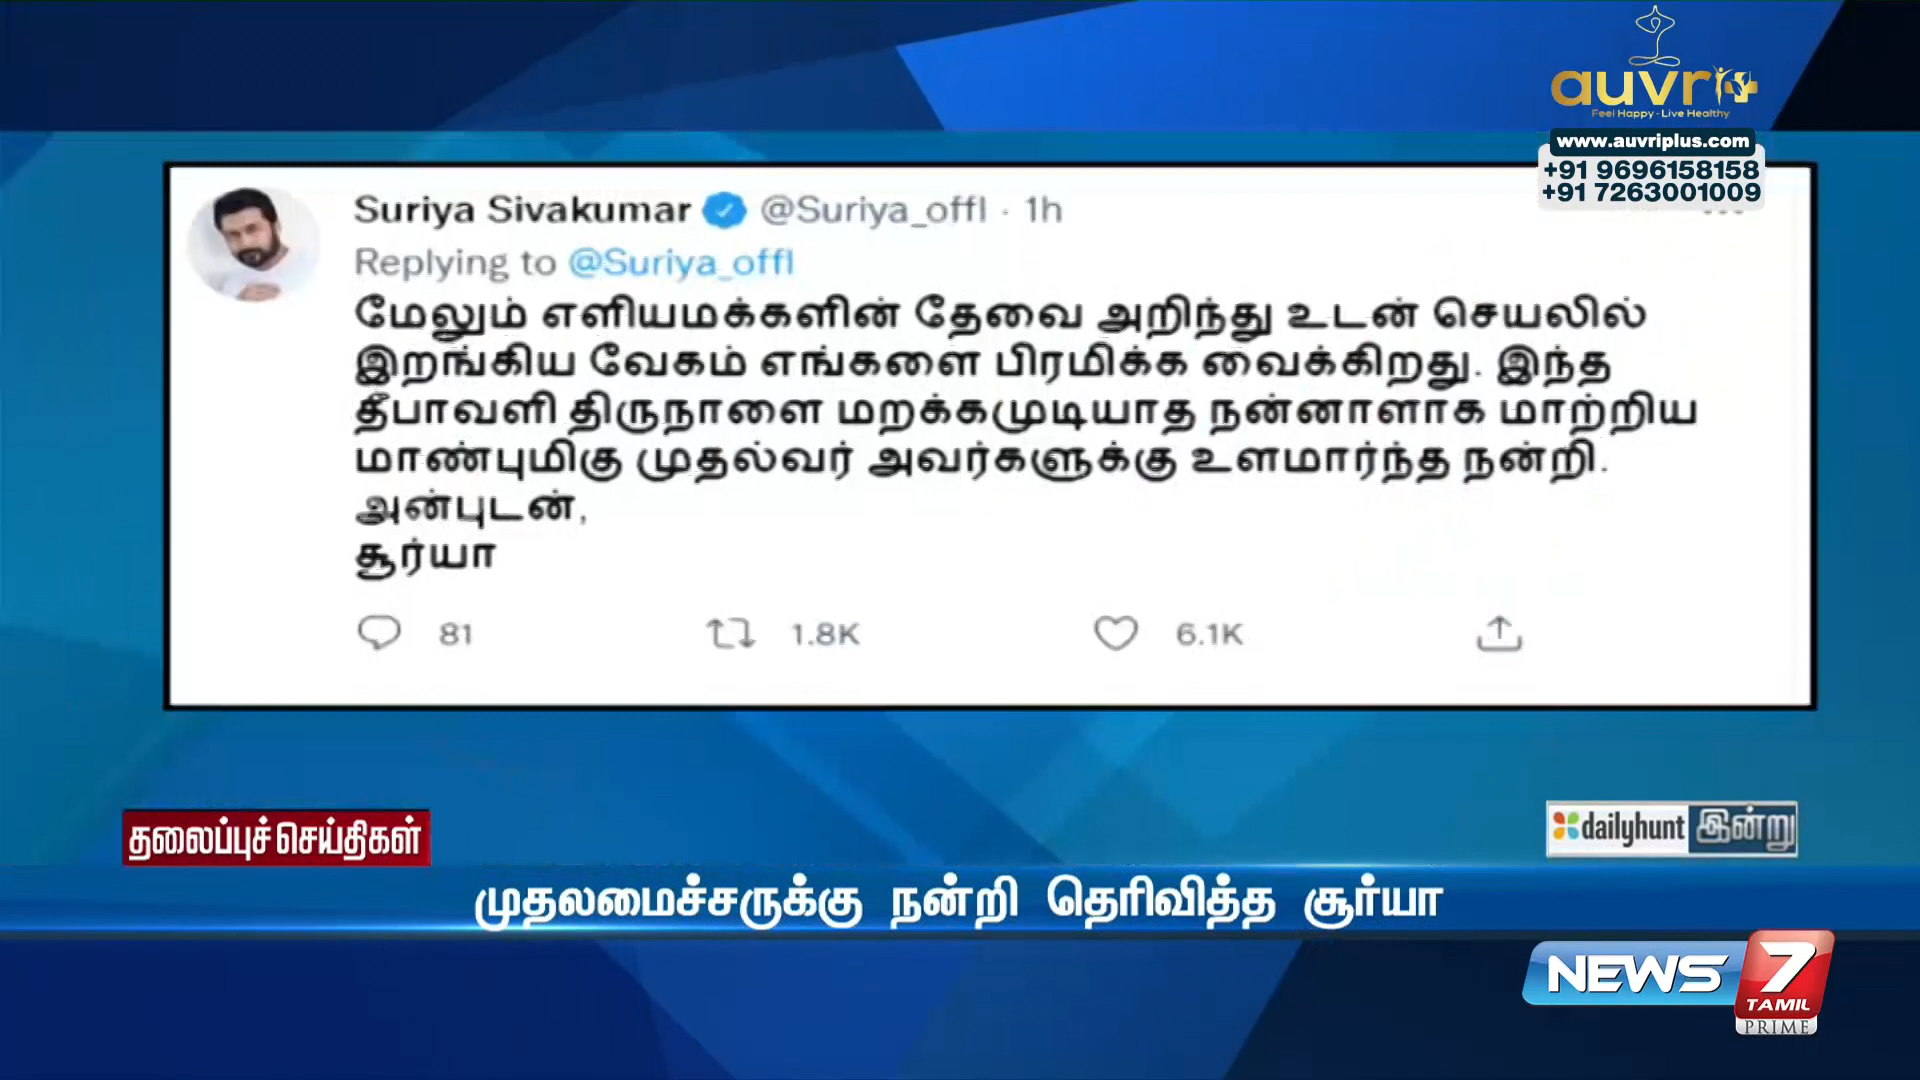 auvri+
Feel Happy - Live Healthy
www.auvriplus.com
+91 9696158158
+91 7263001009
Suriya Sivakumar @Suriya_offl · 1h
Replying to @Suriya_offl
மேலும் எளியமக்களின் தேவை அறிந்து உடன் செயலில்
இறங்கிய வேகம் எங்களை பிரமிக்க வைக்கிறது. இந்த
தீபாவளி திருநாளை மறக்கமுடியாத நன்னாளாக மாற்றிய
மாண்புமிகு முதல்வர் அவர்களுக்கு உளமார்ந்த நன்றி.
அன்புடன்,
சூர்யா
81 1.8K 6.1K
தலைப்புச் செய்திகள்
dailyhunt இன்று
முதலமைச்சருக்கு நன்றி தெரிவித்த சூர்யா
NEWS 7
TAMIL
PRIME